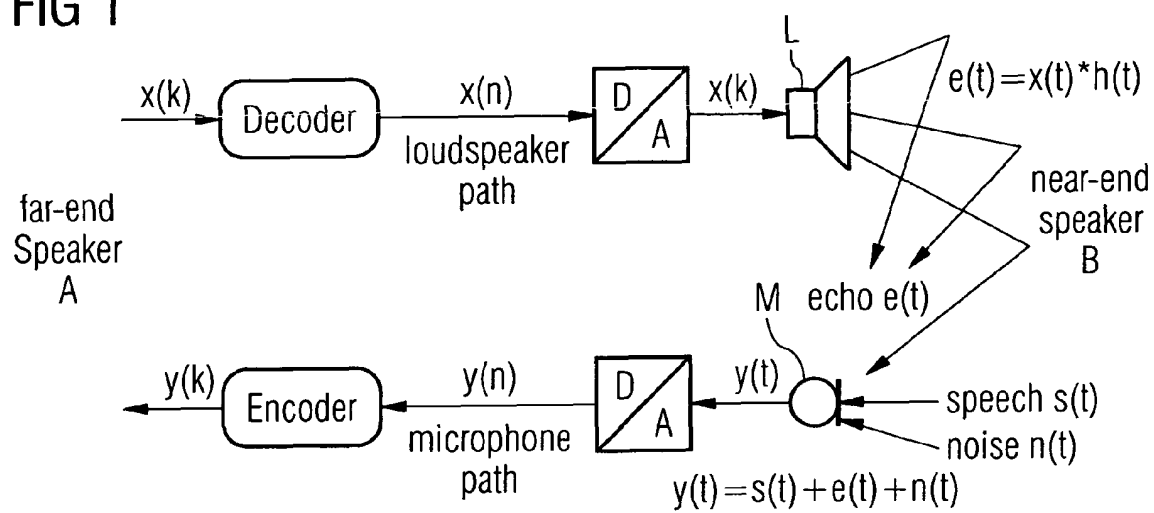 FIG 1
x(k)
Decoder
x(n)
loudspeaker
path
D
A
x(k)
L
e(t)=x(t)*h(t)
far-end
Speaker
A
near-end
speaker
B
M
echo e(t)
y(k)
Encoder
y(n)
microphone
path
D
A
y(t)
speech s(t)
noise n(t)
y(t)=s(t)+e(t)+n(t)